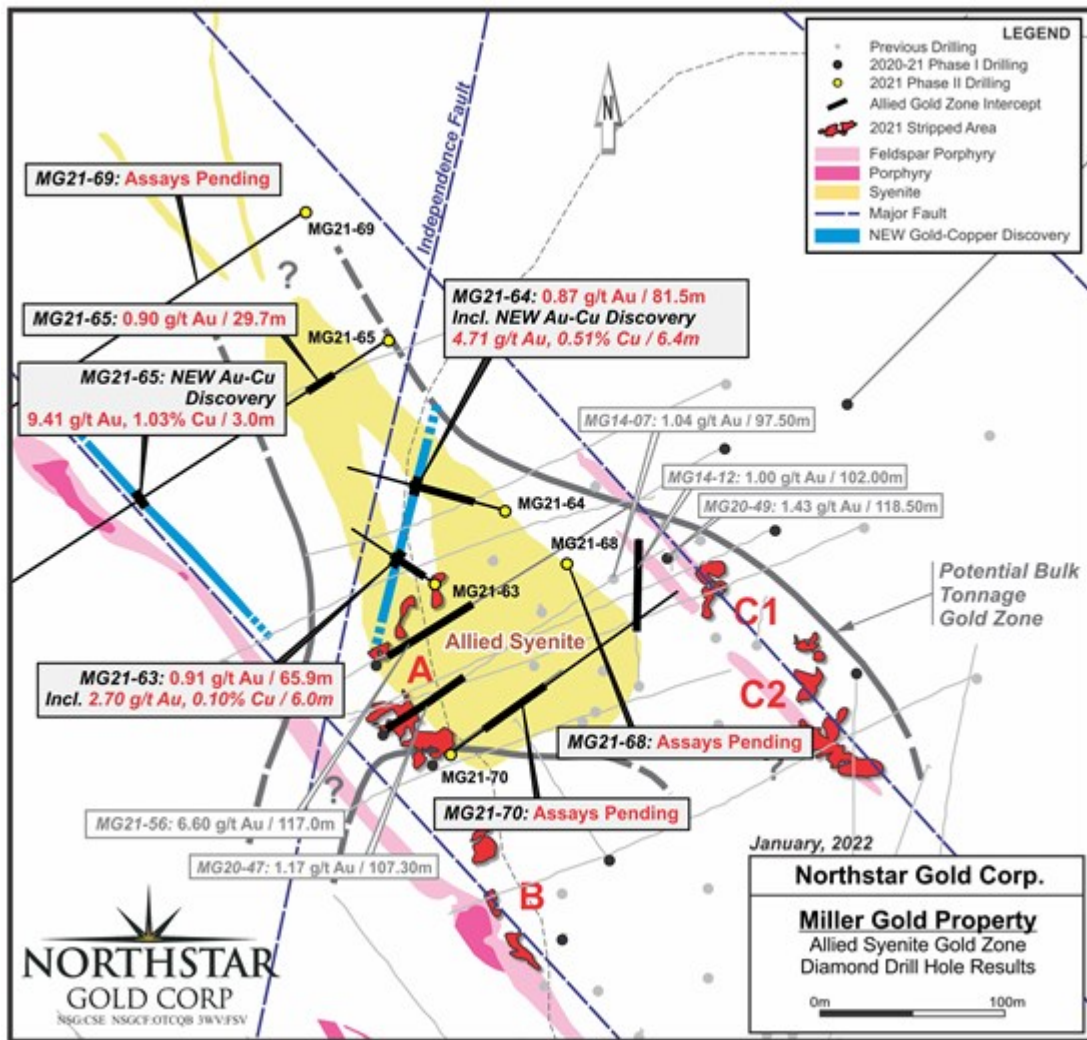 LEGEND
Previous Drilling
2020-21 Phase I Drilling
2021 Phase II Drilling
Allied Gold Zone Intercept
2021 Stripped Area
Feldspar Porphyry
Porphyry
Syenite
Major Fault
NEW Gold-Copper Discovery
N
Independence Fault
MG21-69: Assays Pending
MG21-69
?
MG21-65: 0.90 g/t Au / 29.7m
MG21-65
MG21-64: 0.87 g/t Au / 81.5m
Incl. NEW Au-Cu Discovery
4.71 g/t Au, 0.51% Cu / 6.4m
MG21-65: NEW Au-Cu
Discovery
9.41 g/t Au, 1.03% Cu / 3.0m
MG14-07: 1.04 g/t Au / 97.50m
MG14-12: 1.00 g/t Au / 102.00m
MG20-49: 1.43 g/t Au / 118.50m
MG21-64
MG21-68
MG21-63
Potential Bulk
Tonnage
Gold Zone
C1
Allied Syenite
A
C2
MG21-63: 0.91 g/t Au / 65.9m
Incl. 2.70 g/t Au, 0.10% Cu / 6.0m
MG21-68: Assays Pending
MG21-70
?
?
MG21-70: Assays Pending
MG21-56: 6.60 g/t Au / 117.0m
MG20-47: 1.17 g/t Au / 107.30m
B
January, 2022
Northstar Gold Corp.
Miller Gold Property
Allied Syenite Gold Zone
Diamond Drill Hole Results
0m 100m
NORTHSTAR
GOLD CORP
NSG:CSE NSGCF:OTCQB 3WV:FSV